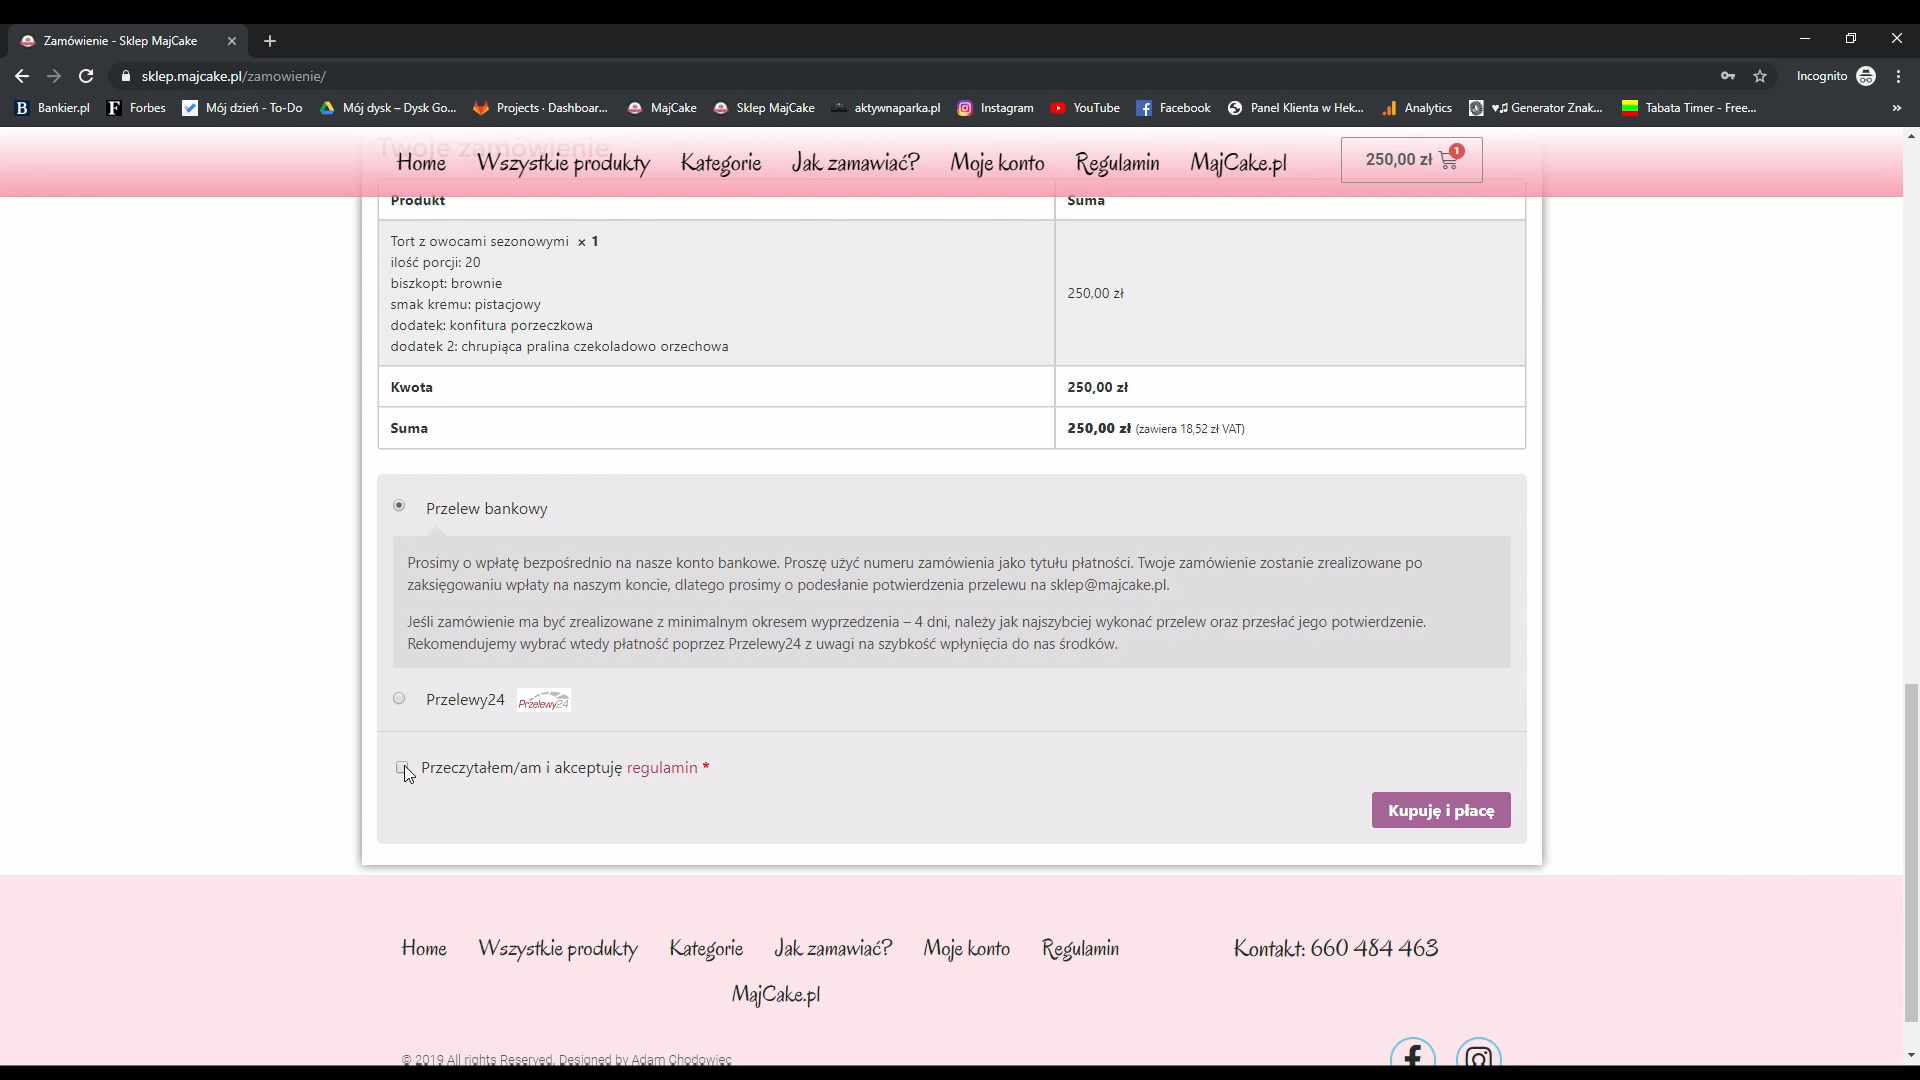 Zamówienie - Sklep MajCake
sklep.majcake.pl/zamowienie/
Incognito
Bankier.pl
Forbes
Mój dzień - To-Do
Mój dysk – Dysk Go...
Projects · Dashboar...
MajCake
Sklep MajCake
aktywnaparka.pl
Instagram
YouTube
Facebook
Panel Klienta w Hek...
Analytics
♥♫ Generator Znak...
Tabata Timer - Free...
Twoje zamówienie
Home
Wszystkie produkty
Kategorie
Jak zamawiać?
Moje konto
Regulamin
MajCake.pl
250,00 zł
1
Produkt
Suma
Tort z owocami sezonowymi × 1
ilość porcji: 20
biszkopt: brownie
smak kremu: pistacjowy
dodatek: konfitura porzeczkowa
dodatek 2: chrupiąca pralina czekoladowo orzechowa
250,00 zł
Kwota
250,00 zł
Suma
250,00 zł (zawiera 18,52 zł VAT)
Przelew bankowy
Prosimy o wpłatę bezpośrednio na nasze konto bankowe. Proszę użyć numeru zamówienia jako tytułu płatności. Twoje zamówienie zostanie zrealizowane po
zaksięgowaniu wpłaty na naszym koncie, dlatego prosimy o podesłanie potwierdzenia przelewu na sklep@majcake.pl.
Jeśli zamówienie ma być zrealizowane z minimalnym okresem wyprzedzenia – 4 dni, należy jak najszybciej wykonać przelew oraz przesłać jego potwierdzenie.
Rekomendujemy wybrać wtedy płatność poprzez Przelewy24 z uwagi na szybkość wpłynięcia do nas środków.
Przelewy24
Przelewy24
Przeczytałem/am i akceptuję regulamin *
Kupuję i płacę
Home
Wszystkie produkty
Kategorie
Jak zamawiać?
Moje konto
Regulamin
MajCake.pl
Kontakt: 660 484 463
© 2019 All rights Reserved. Designed by Adam Chodowiec